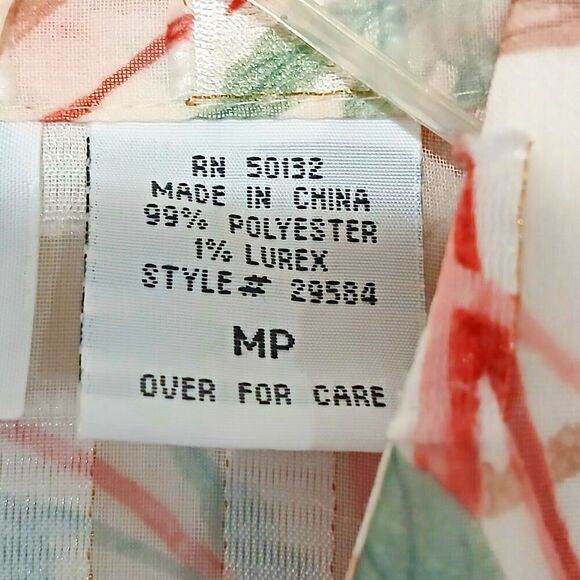 RN 50132
MADE IN CHINA
99% POLYESTER
1% LUREX
STYLE# 29584
MP
OVER FOR CARE